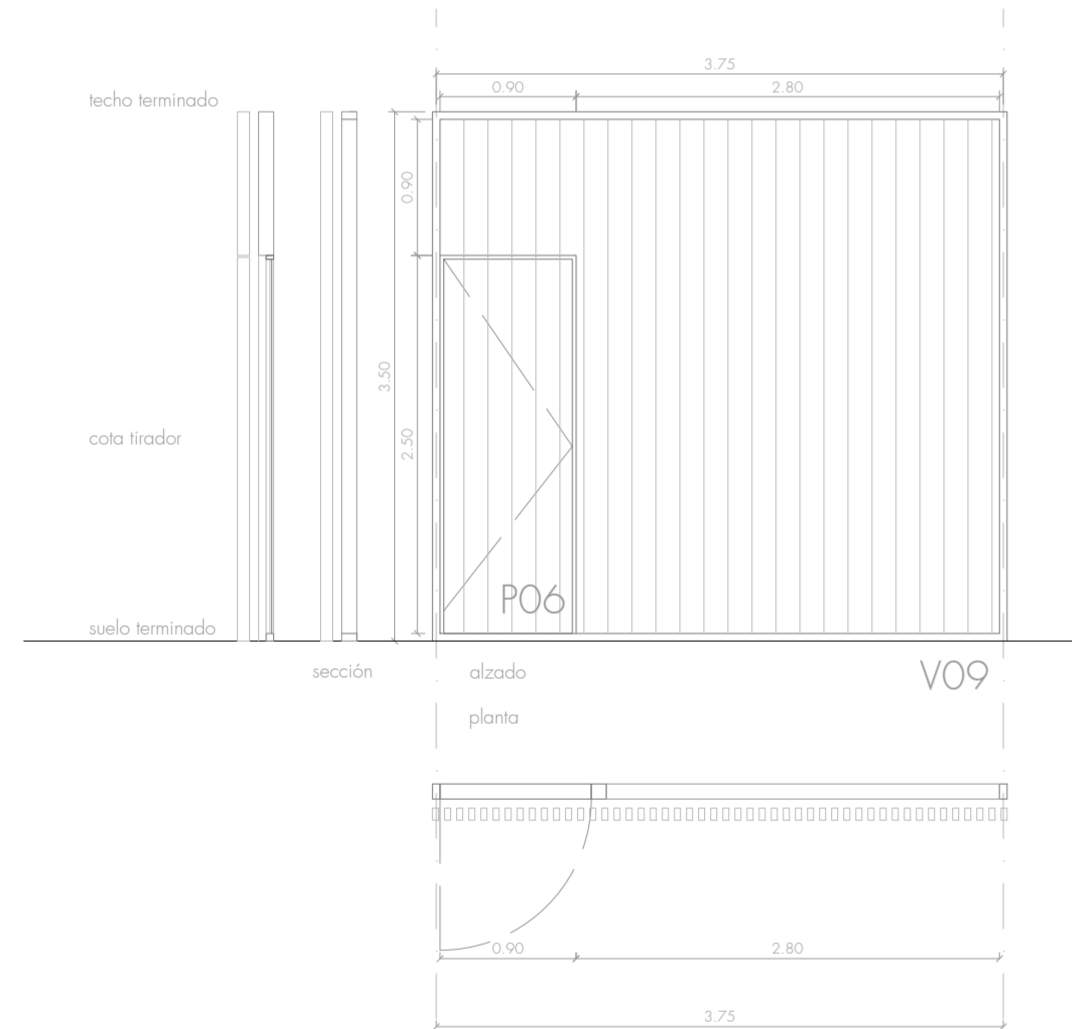 3.75
0.90 2.80
techo terminado
0.90
3.50
cota tirador
2.50
P06
suelo terminado
sección alzado V09
planta
0.90 2.80
3.75